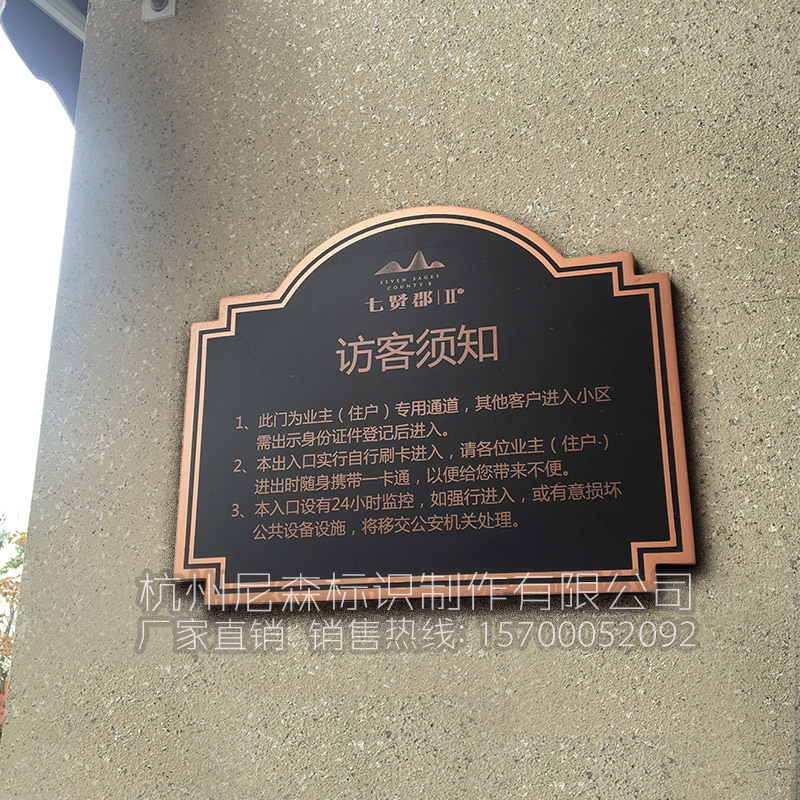 SEVEN SAGES
COUNTY II
七贤郡|II°
访客须知
1、此门为业主（住户）专用通道，其他客户进入小区
需出示身份证件登记后进入。
2、本出入口实行自行刷卡进入，请各位业主（住户-）
进出时随身携带一卡通，以便给您带来不便。
3、本入口设有24小时监控，如强行进入，或有意损坏
公共设备设施，将移交公安机关处理。
杭州尼森标识制作有限公司
厂家直销 销售热线: 15700052092